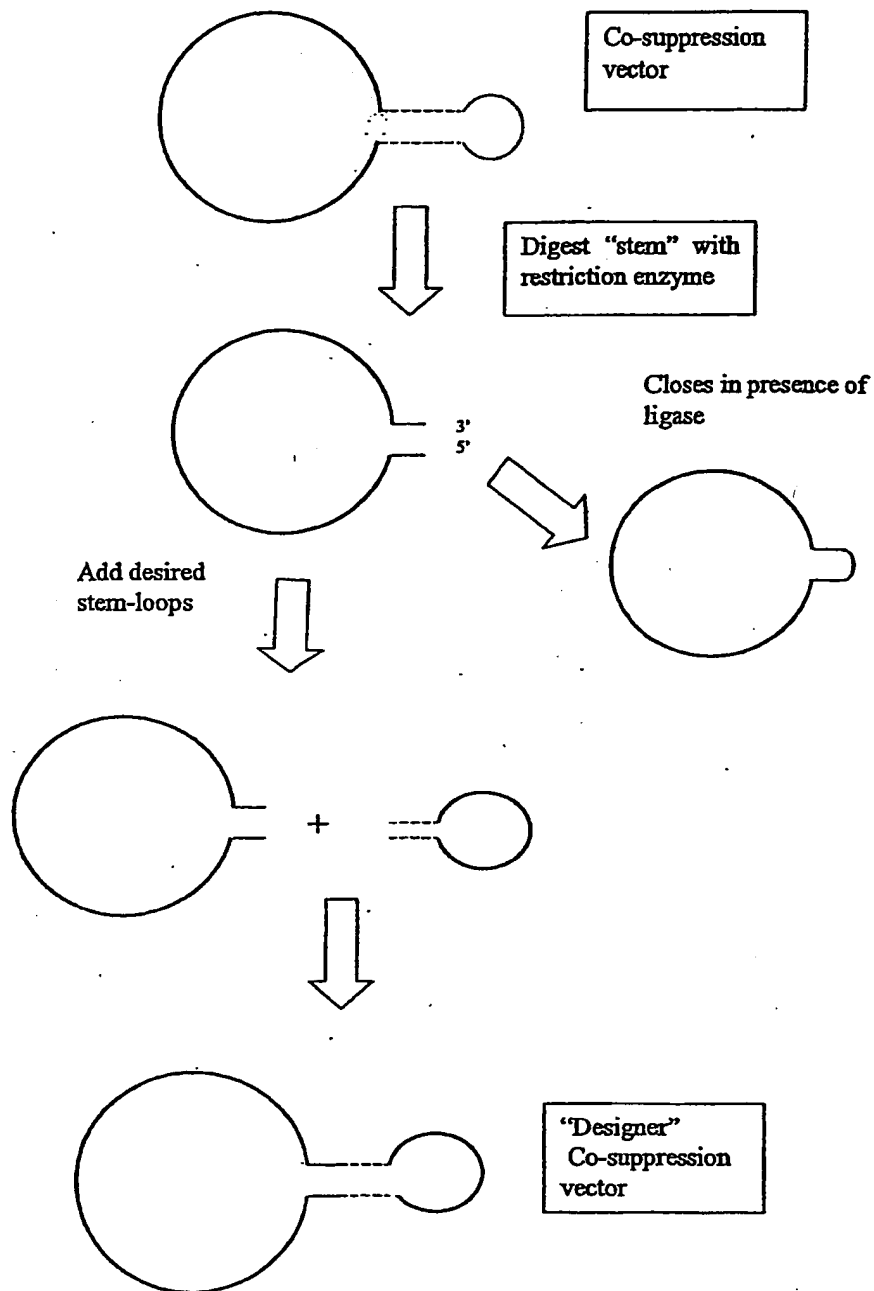 Co-suppression
vector
Digest "stem" with
restriction enzyme
3'
5'
Closes in presence of
ligase
Add desired
stem-loops
+
"Designer"
Co-suppression
vector